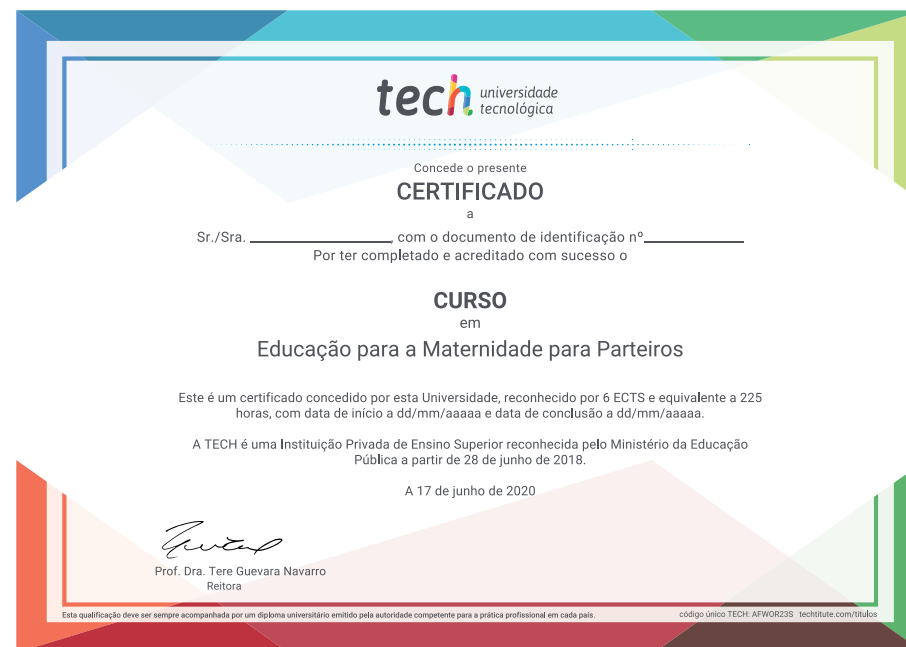 tech universidade
tecnológica
Concede o presente
CERTIFICADO
a
Sr./Sra. ____________________, com o documento de identificação nº______________
Por ter completado e acreditado com sucesso o
CURSO
em
Educação para a Maternidade para Parteiros
Este é um certificado concedido por esta Universidade, reconhecido por 6 ECTS e equivalente a 225
horas, com data de início a dd/mm/aaaaa e data de conclusão a dd/mm/aaaaa.
A TECH é uma Instituição Privada de Ensino Superior reconhecida pelo Ministério da Educação
Pública a partir de 28 de junho de 2018.
A 17 de junho de 2020
Prof. Dra. Tere Guevara Navarro
Reitora
Esta qualificação deve ser sempre acompanhada por um diploma universitário emitido pela autoridade competente para a prática profissional em cada país.
código único TECH: AFWOR23S techtitute.com/titulos